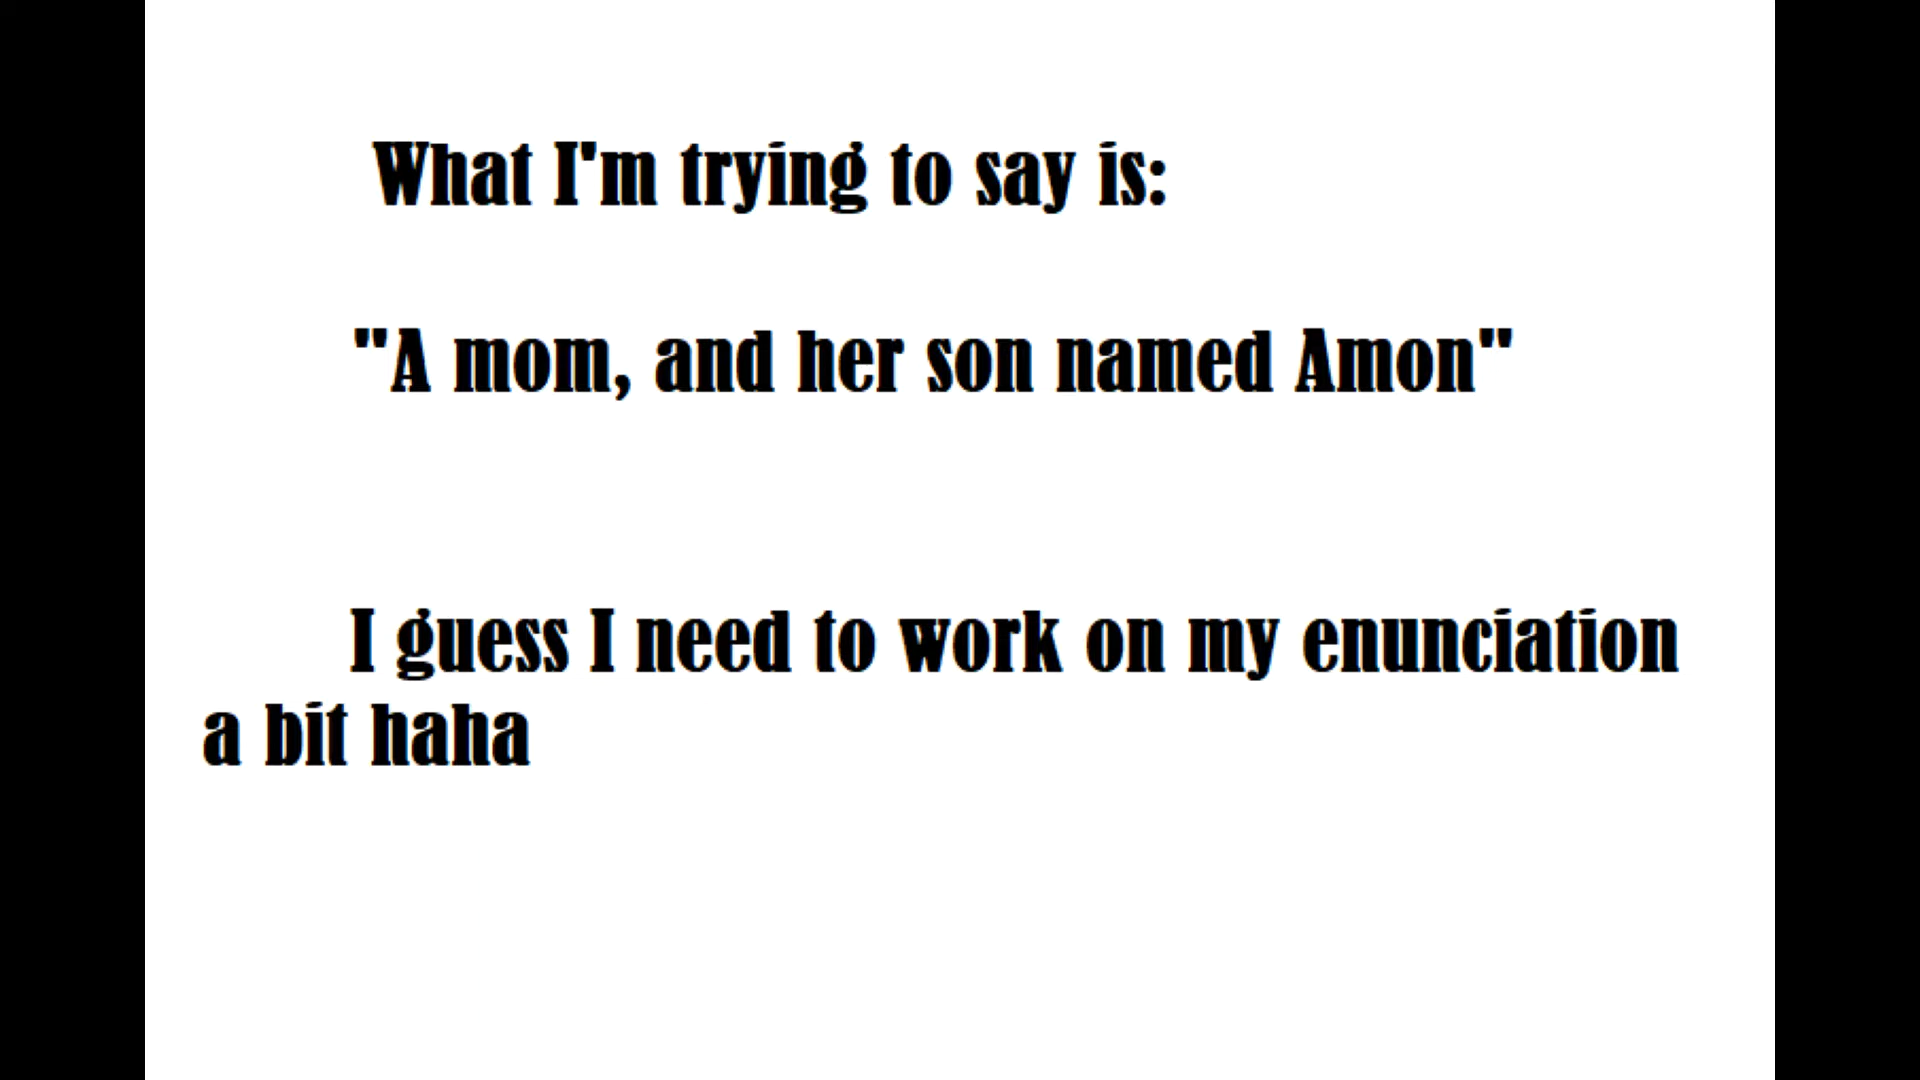 What I'm trying to say is:
"A mom, and her son named Amon"
I guess I need to work on my enunciation
a bit haha